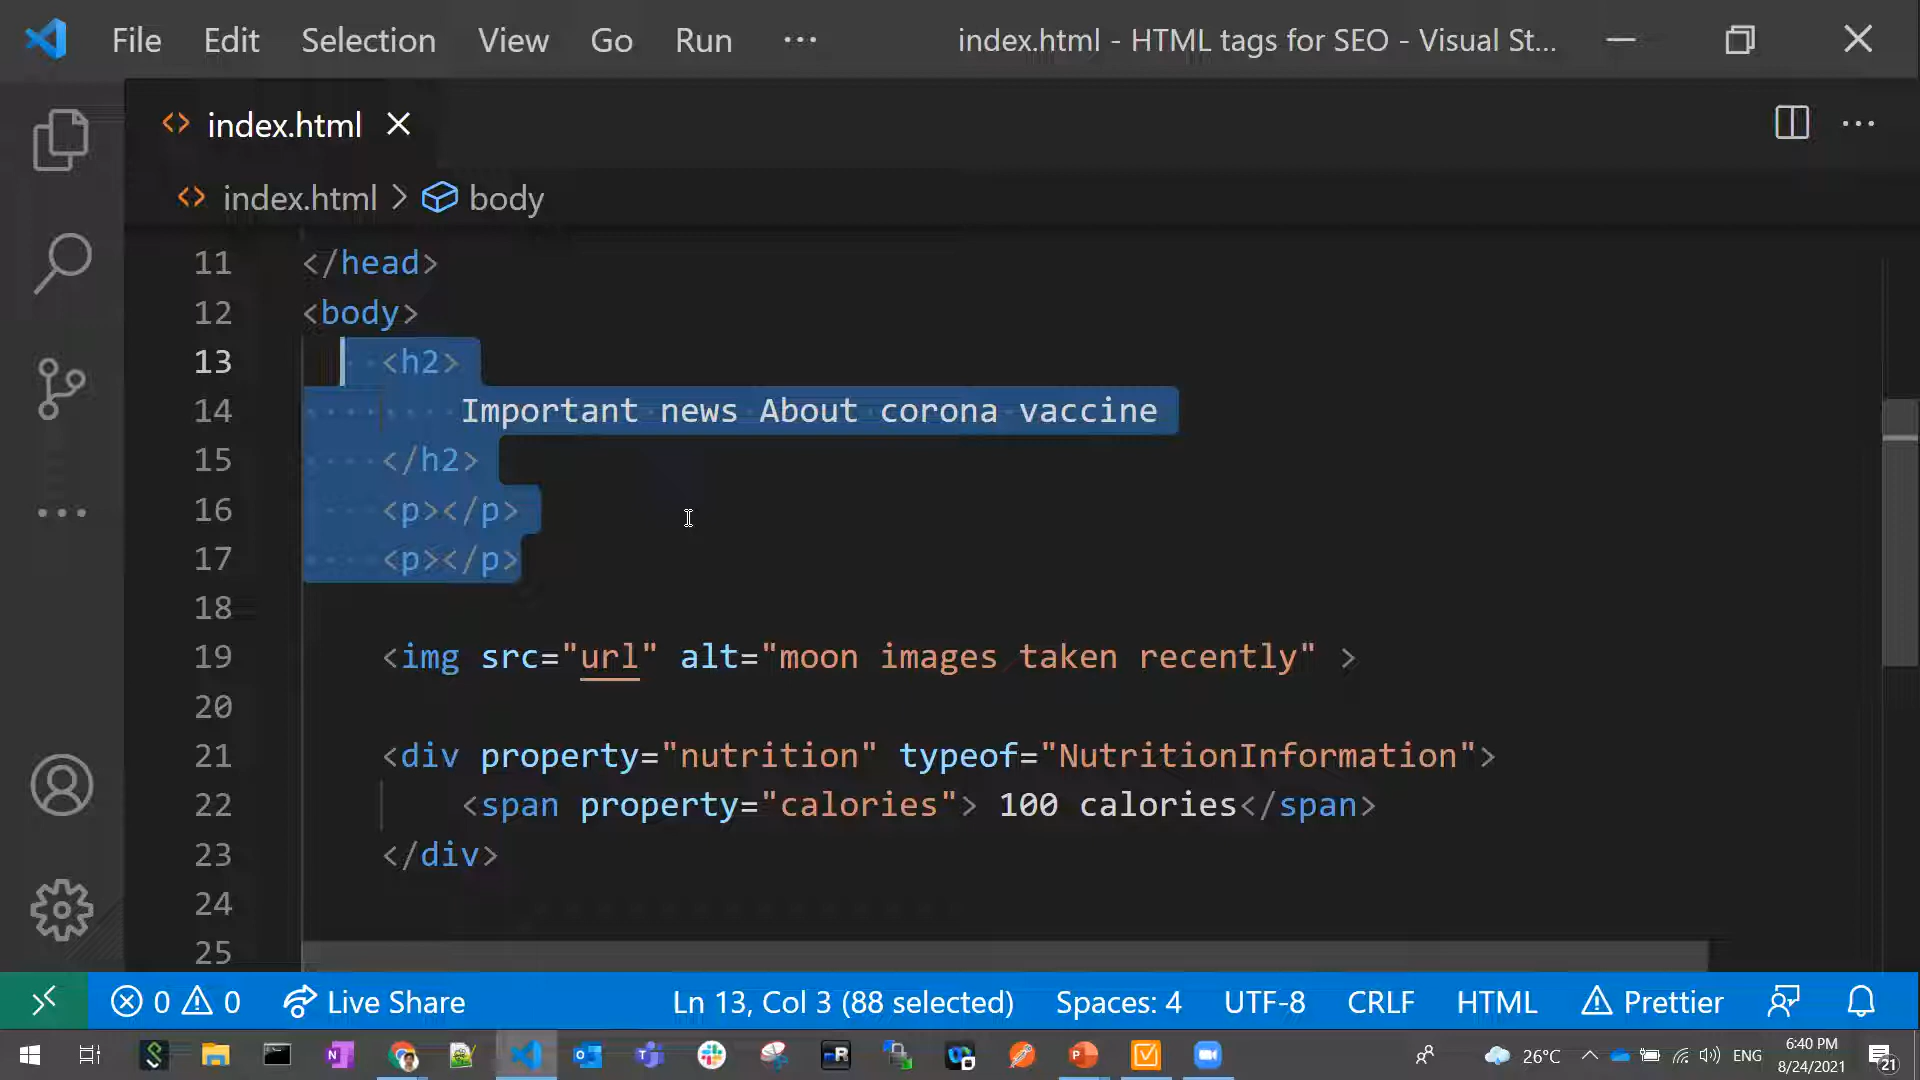 File Edit Selection View Go Run ··· index.html - HTML tags for SEO - Visual St...
index.html
index.html > body
11 </head>
12 <body>
13 <h2>
14 Important news About corona vaccine
15 </h2>
16 <p></p>
17 <p></p>
18
19 <img src="url" alt="moon images taken recently" >
20
21 <div property="nutrition" typeof="NutritionInformation">
22 <span property="calories"> 100 calories</span>
23 </div>
24
25
0 0 Live Share Ln 13, Col 3 (88 selected) Spaces: 4 UTF-8 CRLF HTML Prettier
26°C ENG 6:40 PM
8/24/2021 21